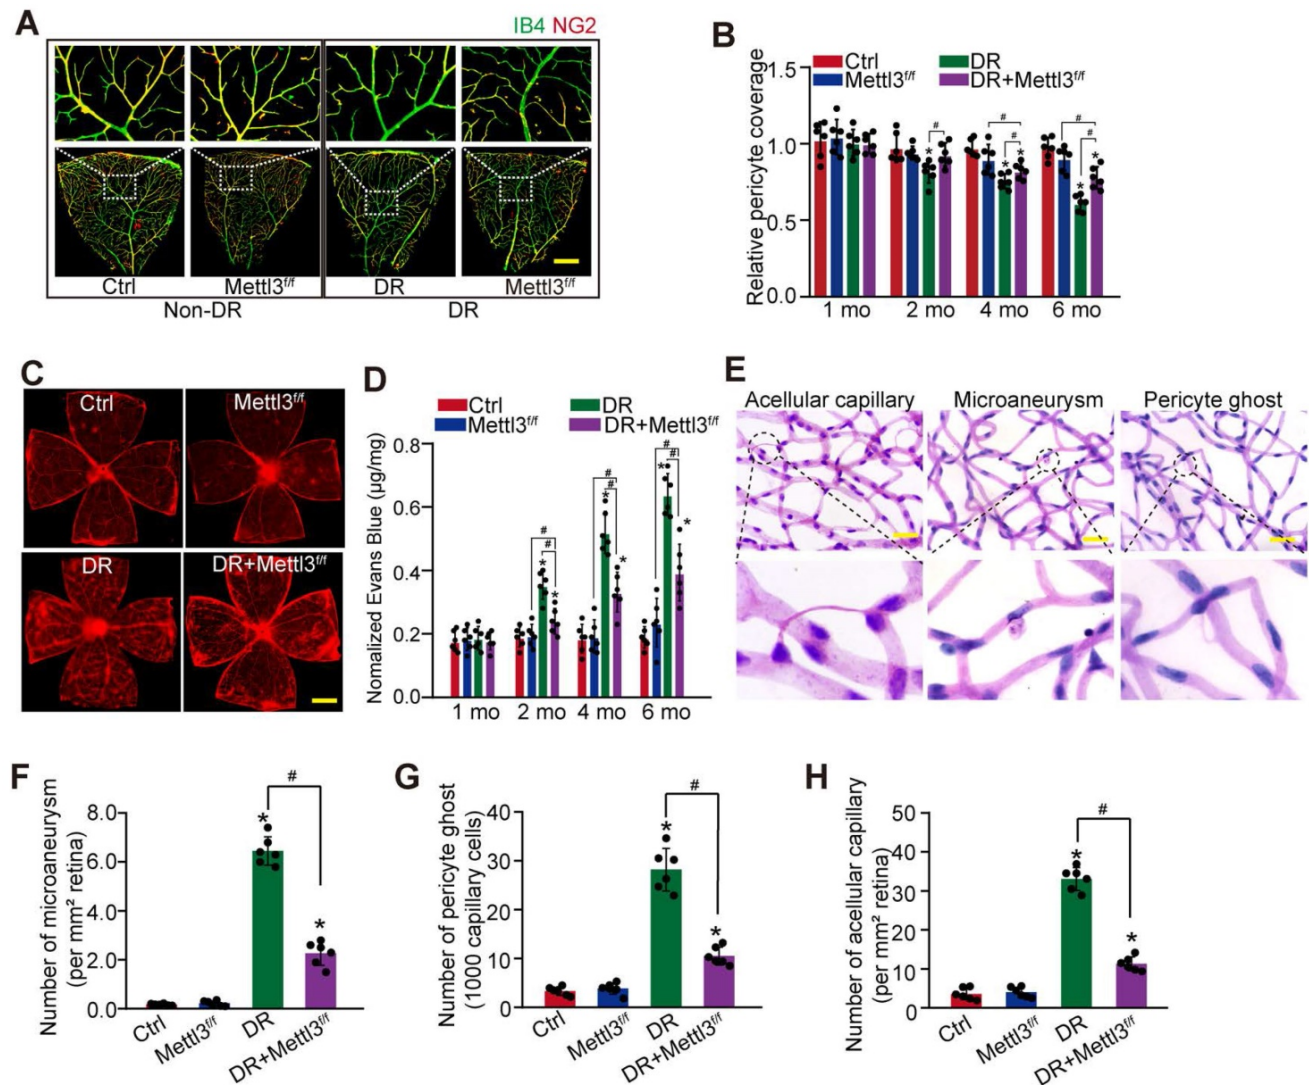 A
IB4 NG2
Ctrl
Mettl3f/f
DR
Mettl3f/f
Non-DR
DR
B
Ctrl
DR
Mettl3f/f
DR+Mettl3f/f
Relative pericyte coverage
1.5
1.0
0.5
0.0
#
#
#
#
#
*
*
*
*
*
1 mo
2 mo
4 mo
6 mo
C
Ctrl
Mettl3f/f
DR
DR+Mettl3f/f
D
Ctrl
DR
Mettl3f/f
DR+Mettl3f/f
Nomalized Evans Blue (μg/mg)
0.8
0.6
0.4
0.2
0.0
#
#
#
#
#
#
*
*
*
*
*
*
1 mo
2 mo
4 mo
6 mo
E
Acellular capillary
Microaneurysm
Pericyte ghost
F
Number of microaneurysm
(per mm² retina)
8.0
6.0
4.0
2.0
0.0
#
*
*
Ctrl
Mettl3f/f
DR
DR+Mettl3f/f
G
Number of pericyte ghost
(1000 capillary cells)
40
30
20
10
0
#
*
*
Ctrl
Mettl3f/f
DR
DR+Mettl3f/f
H
Number of acellular capillary
(per mm² retina)
50
40
30
20
10
0
#
*
*
Ctrl
Mettl3f/f
DR
DR+Mettl3f/f